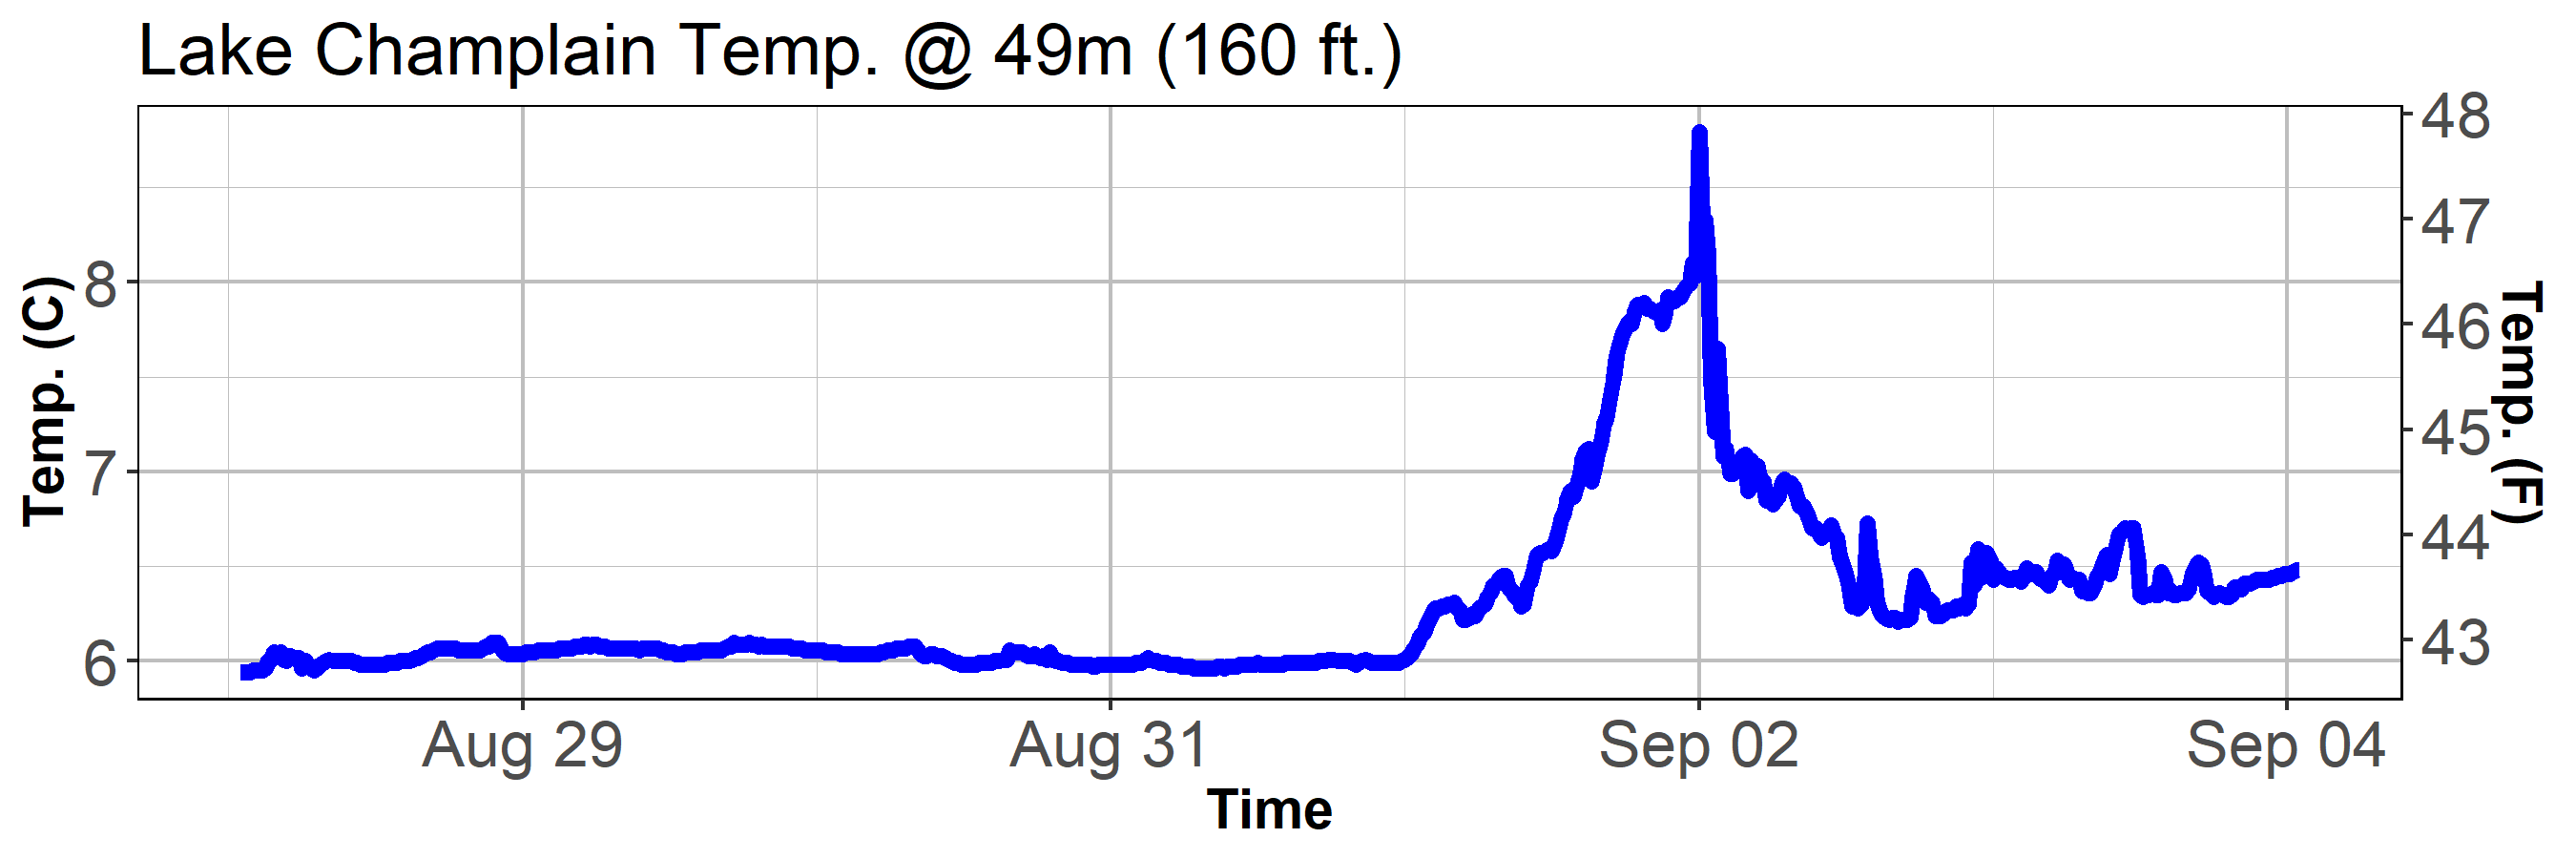 Lake Champlain Temp. @ 49m (160 ft.)
Temp. (C)
8
7
6
48
47
46
45
44
43
Temp. (F)
Aug 29
Aug 31
Sep 02
Sep 04
Time